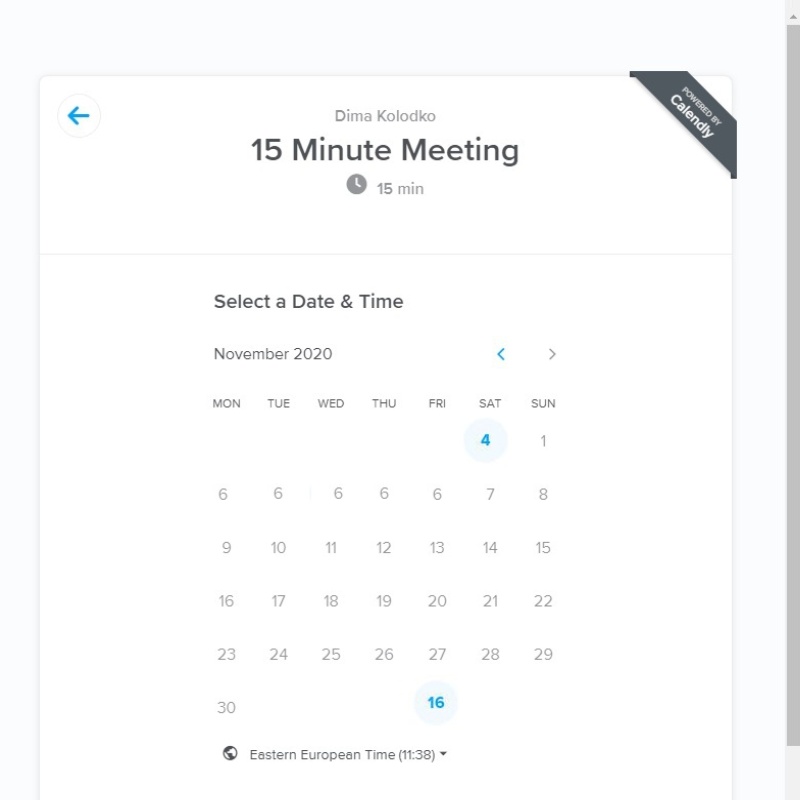 POWERED BY
Calendly
Dima Kolodko
15 Minute Meeting
15 min
Select a Date & Time
November 2020
MON TUE WED THU FRI SAT SUN
4 1
6 6 6 6 6 7 8
9 10 11 12 13 14 15
16 17 18 19 20 21 22
23 24 25 26 27 28 29
30 16
Eastern European Time (11:38)